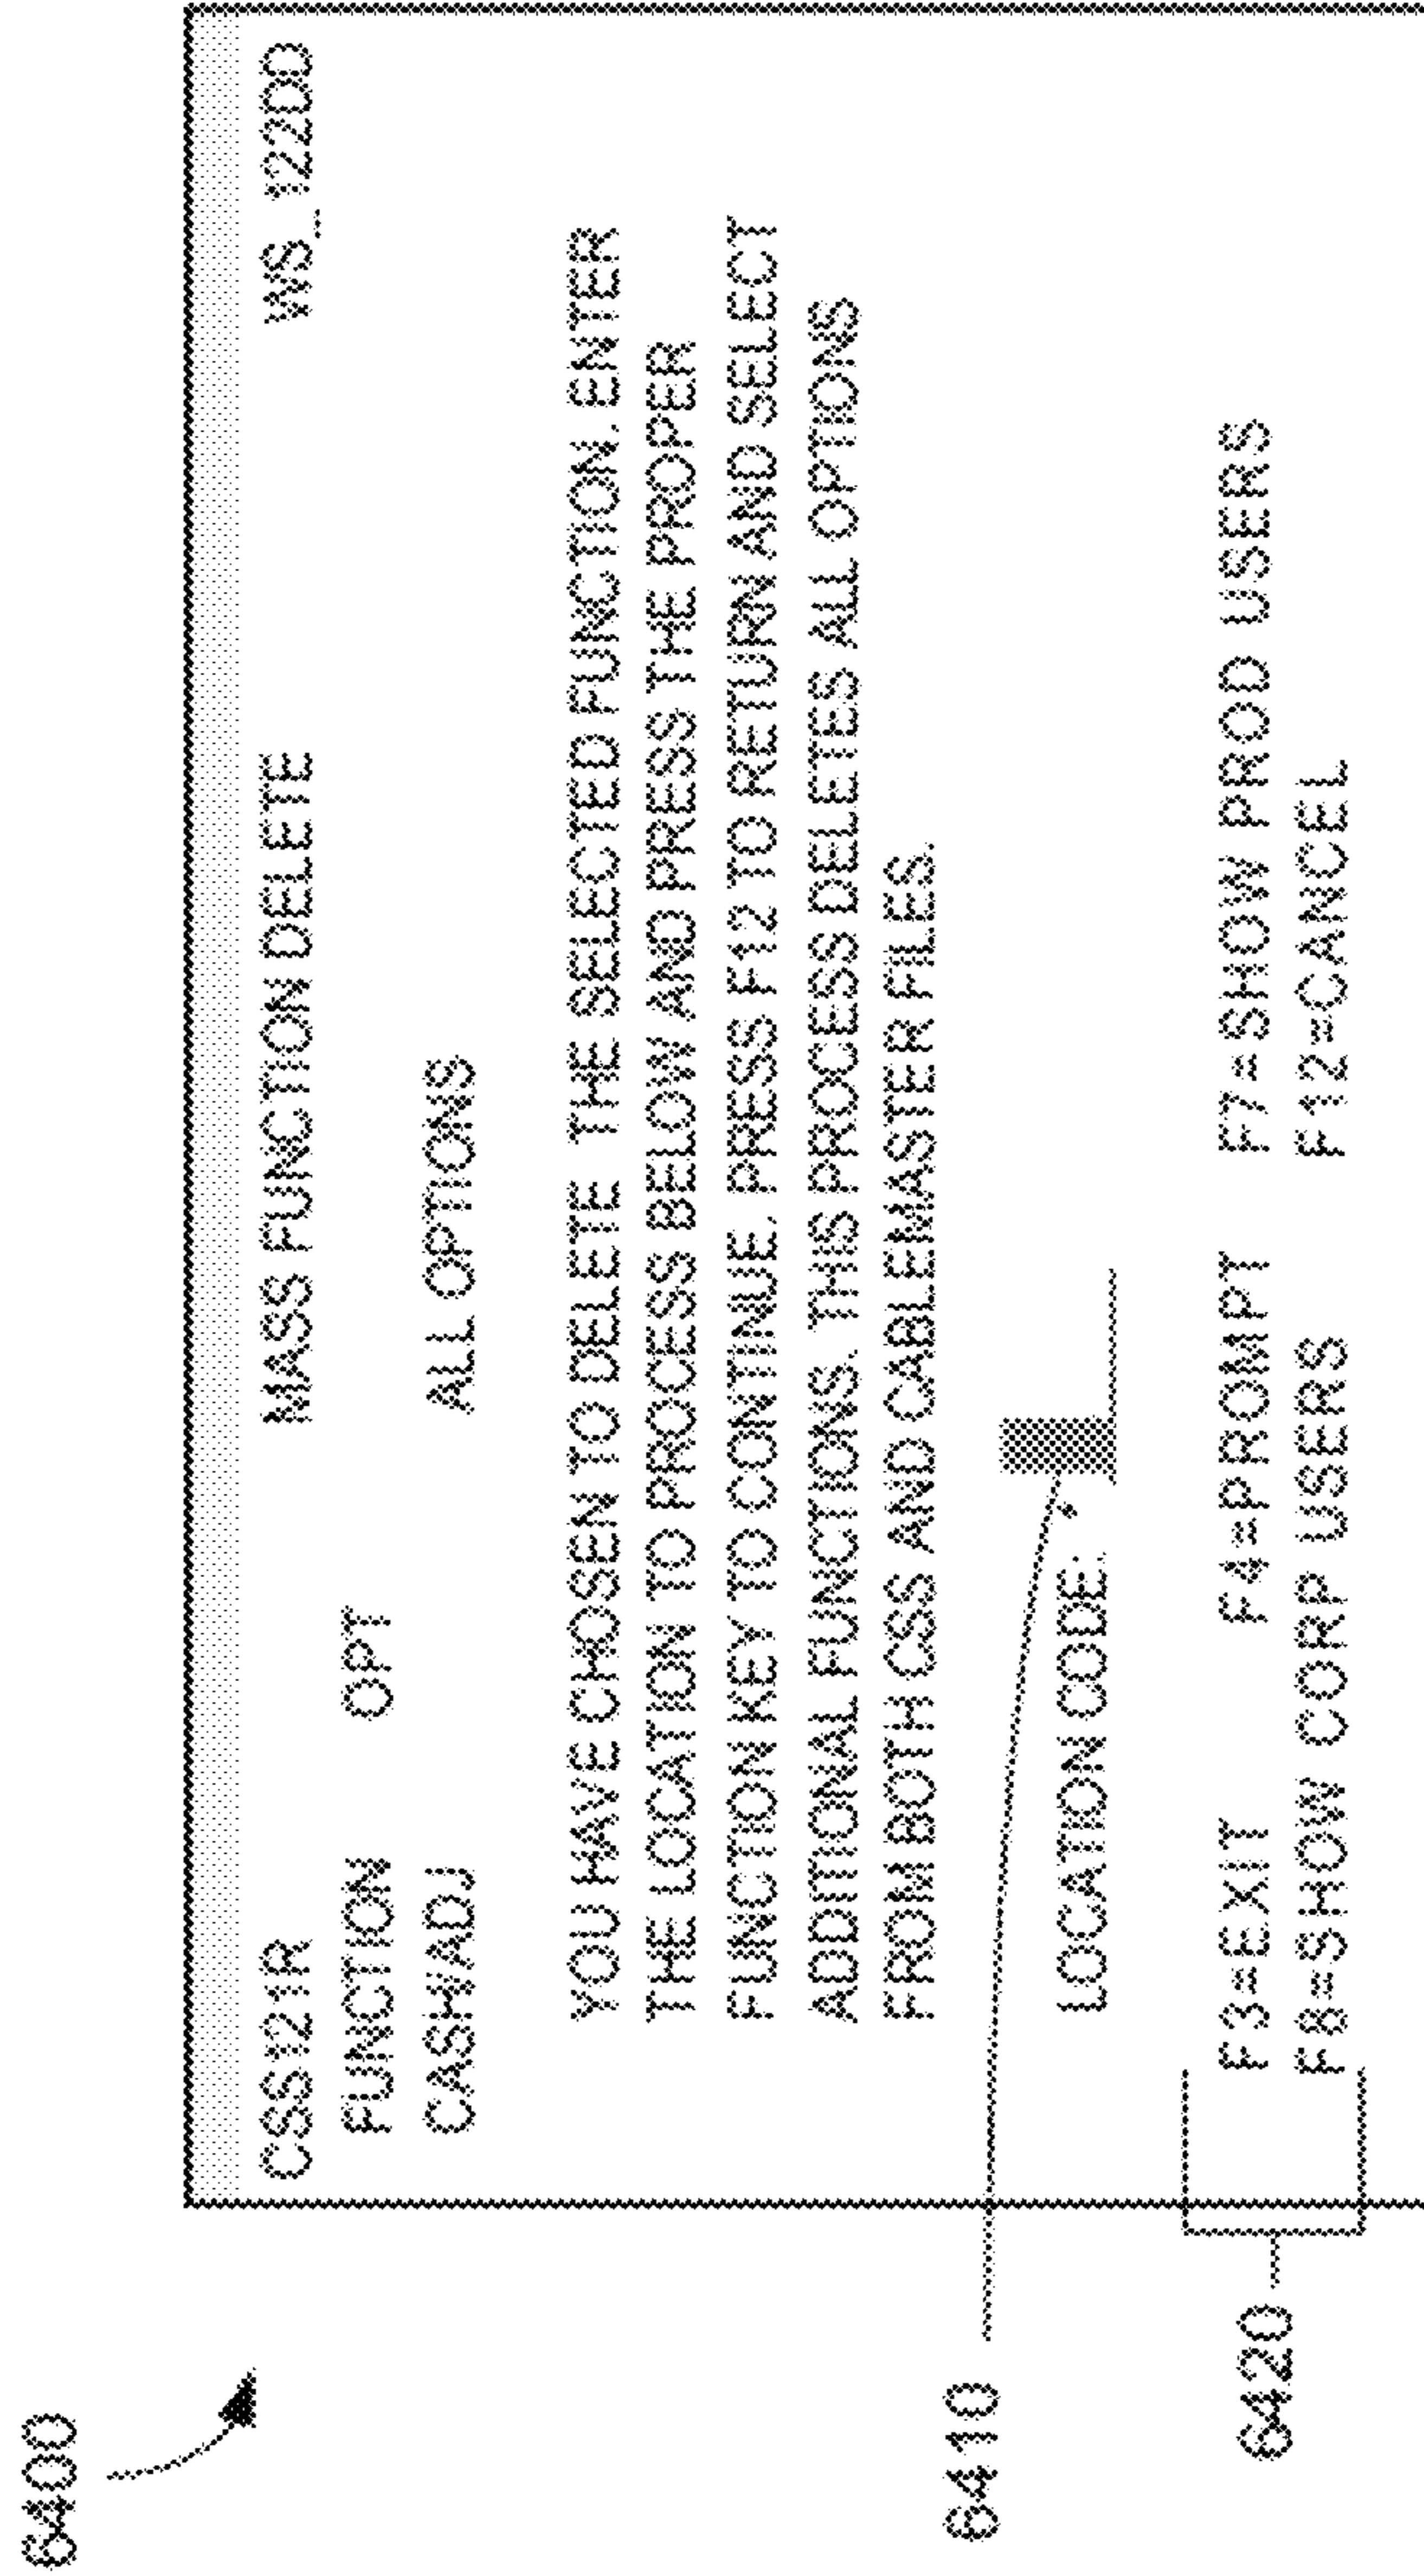 6400
CSS121R MASS FUNCTION DELETE WS_122DD
FUNCTION OPT
CASH/ADJ ALL OPTIONS
YOU HAVE CHOSEN TO DELETE THE SELECTED FUNCTION. ENTER
THE LOCATION TO PROCESS BELOW AND PRESS THE PROPER
FUNCTION KEY TO CONTINUE. PRESS F12 TO RETURN AND SELECT
ADDITIONAL FUNCTIONS. THIS PROCESS DELETES ALL OPTIONS
FROM BOTH CSS AND CABLEMASTER FILES.
6410
LOCATION CODE:
F3=EXIT F4=PROMPT F7=SHOW PROD USERS
F8=SHOW CORP USERS F12=CANCEL
6420